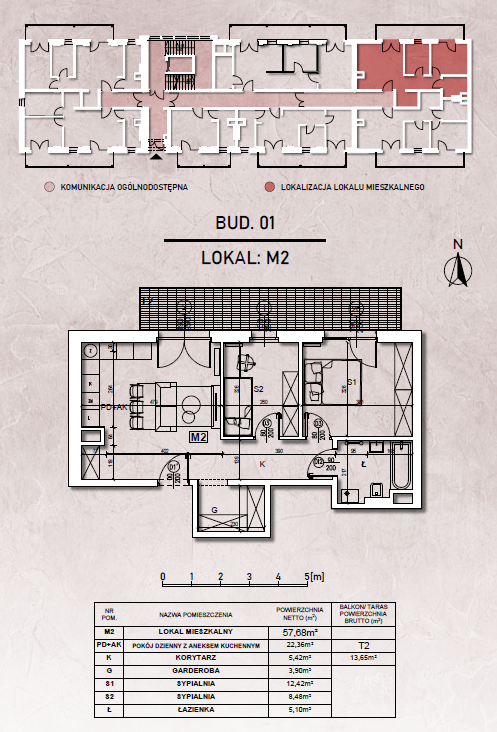 KOMUNIKACJA OGÓLNODOSTĘPNA
LOKALIZACJA LOKALU MIESZKALNEGO
BUD. 01
LOKAL: M2
N
S2
S1
PD+AK
M2
K
Ł
G
0 1 2 3 4 5[m]
NR POM. NAZWA POMIESZCZENIA POWIERZCHNIA NETTO (m²) BALKON/ TARAS POWIERZCHNIA BRUTTO (m²)
M2 LOKAL MIESZKALNY 57,68m²
PD+AK POKÓJ DZIENNY Z ANEKSEM KUCHENNYM 22,36m² T2
K KORYTARZ 5,42m² 13,65m²
G GARDEROBA 3,90m²
S1 SYPIALNIA 12,42m²
S2 SYPIALNIA 8,48m²
Ł ŁAZIENKA 5,10m²